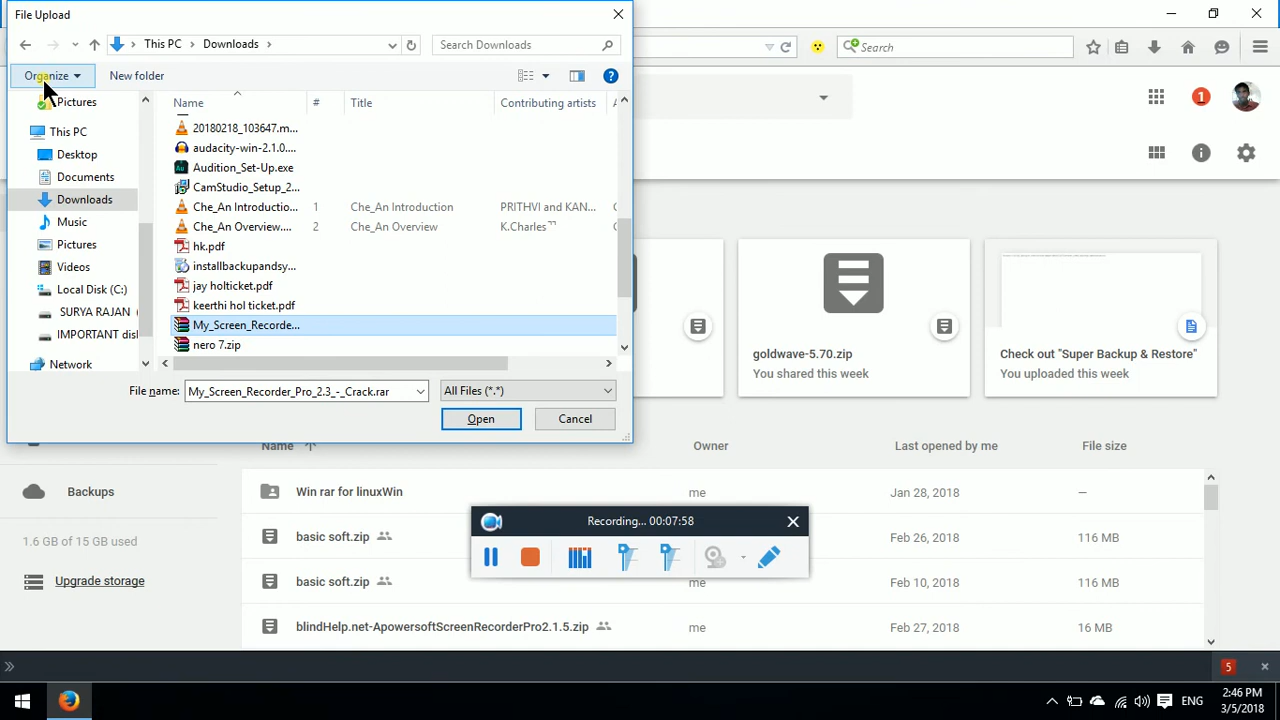 File Upload
This PC
Downloads
Search Downloads
Search
Organize
New folder
Name
#
Title
Contributing artists
Pictures
This PC
Desktop
Documents
Downloads
Music
Pictures
Videos
Local Disk (C:)
SURYA RAJAN (
IMPORTANT disl
Network
20180218_103647.m...
audacity-win-2.1.0....
Audition_Set-Up.exe
CamStudio_Setup_2...
Che_An Introductio... 1 Che_An Introduction PRITHVI and KAN...
Che_An Overview.... 2 Che_An Overview K.Charles™
hk.pdf
installbackupandsy...
jay holticket.pdf
keerthi hol ticket.pdf
My_Screen_Recorde...
nero 7.zip
File name: My_Screen_Recorder_Pro_2.3_-_Crack.rar
All Files (*.*)
Open
Cancel
1
goldwave-5.70.zip
You shared this week
Check out "Super Backup & Restore"
You uploaded this week
Name
Owner
Last opened by me
File size
Backups
1.6 GB of 15 GB used
Upgrade storage
Win rar for linuxWin me Jan 28, 2018 —
basic soft.zip me Feb 26, 2018 116 MB
basic soft.zip me Feb 10, 2018 116 MB
blindHelp.net-ApowersoftScreenRecorderPro2.1.5.zip me Feb 27, 2018 16 MB
Recording... 00:07:58
5
ENG
2:46 PM
3/5/2018